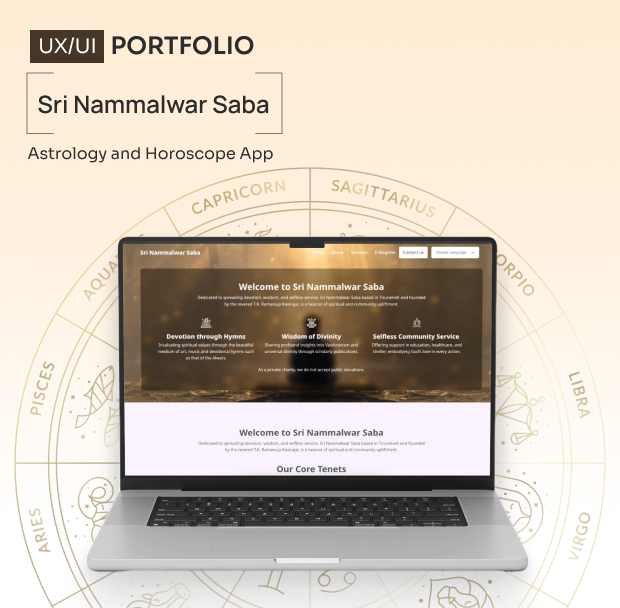 UX/UI PORTFOLIO
Sri Nammalwar Saba
Astrology and Horoscope App
CAPRICORN
SAGITTARIUS
AQUA
ORPIO
PISCES
LIBRA
ARIES
VIRGO
Sri Nammalwar Saba
About
Services
E-Magazine
Contact us
Choose Language
Welcome to Sri Nammalwar Saba
Dedicated to spreading devotion, wisdom, and selfless service, Sri Nammalwar Saba based in Tirunelveli and founded
by the revered T.K. Ramanuja Kavirajar, is a beacon of spiritual and community upliftment.
Devotion through Hymns
Inculcating spiritual values through the beautiful
medium of art, music and devotional hymns such
as that of the Alwars.
Wisdom of Divinity
Sharing profound insights into Vaishnavism and
universal divinity through scholarly publications.
Selfless Community Service
Offering support in education, healthcare, and
shelter, embodying God's love in every action.
As a private charity, we do not accept public donations.
Welcome to Sri Nammalwar Saba
Dedicated to spreading devotion, wisdom, and selfless service, Sri Nammalwar Saba based in Tirunelveli and founded
by the revered T.K. Ramanuja Kavirajar, is a beacon of spiritual and community upliftment.
Our Core Tenets